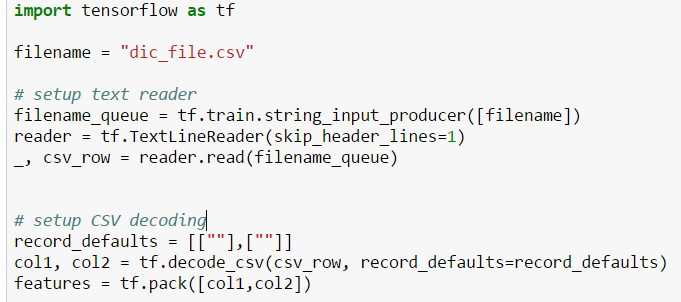 import tensorflow as tf
filename = "dic_file.csv"
# setup text reader
filename_queue = tf.train.string_input_producer([filename])
reader = tf.TextLineReader(skip_header_lines=1)
_, csv_row = reader.read(filename_queue)
# setup CSV decoding
record_defaults = [[""],[""]]
col1, col2 = tf.decode_csv(csv_row, record_defaults=record_defaults)
features = tf.pack([col1,col2])